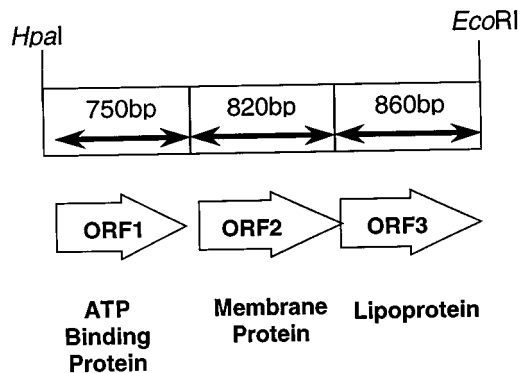 HpaI
EcoRI
750bp
820bp
860bp
ORF1
ORF2
ORF3
ATP
Binding
Protein
Membrane
Protein
Lipoprotein